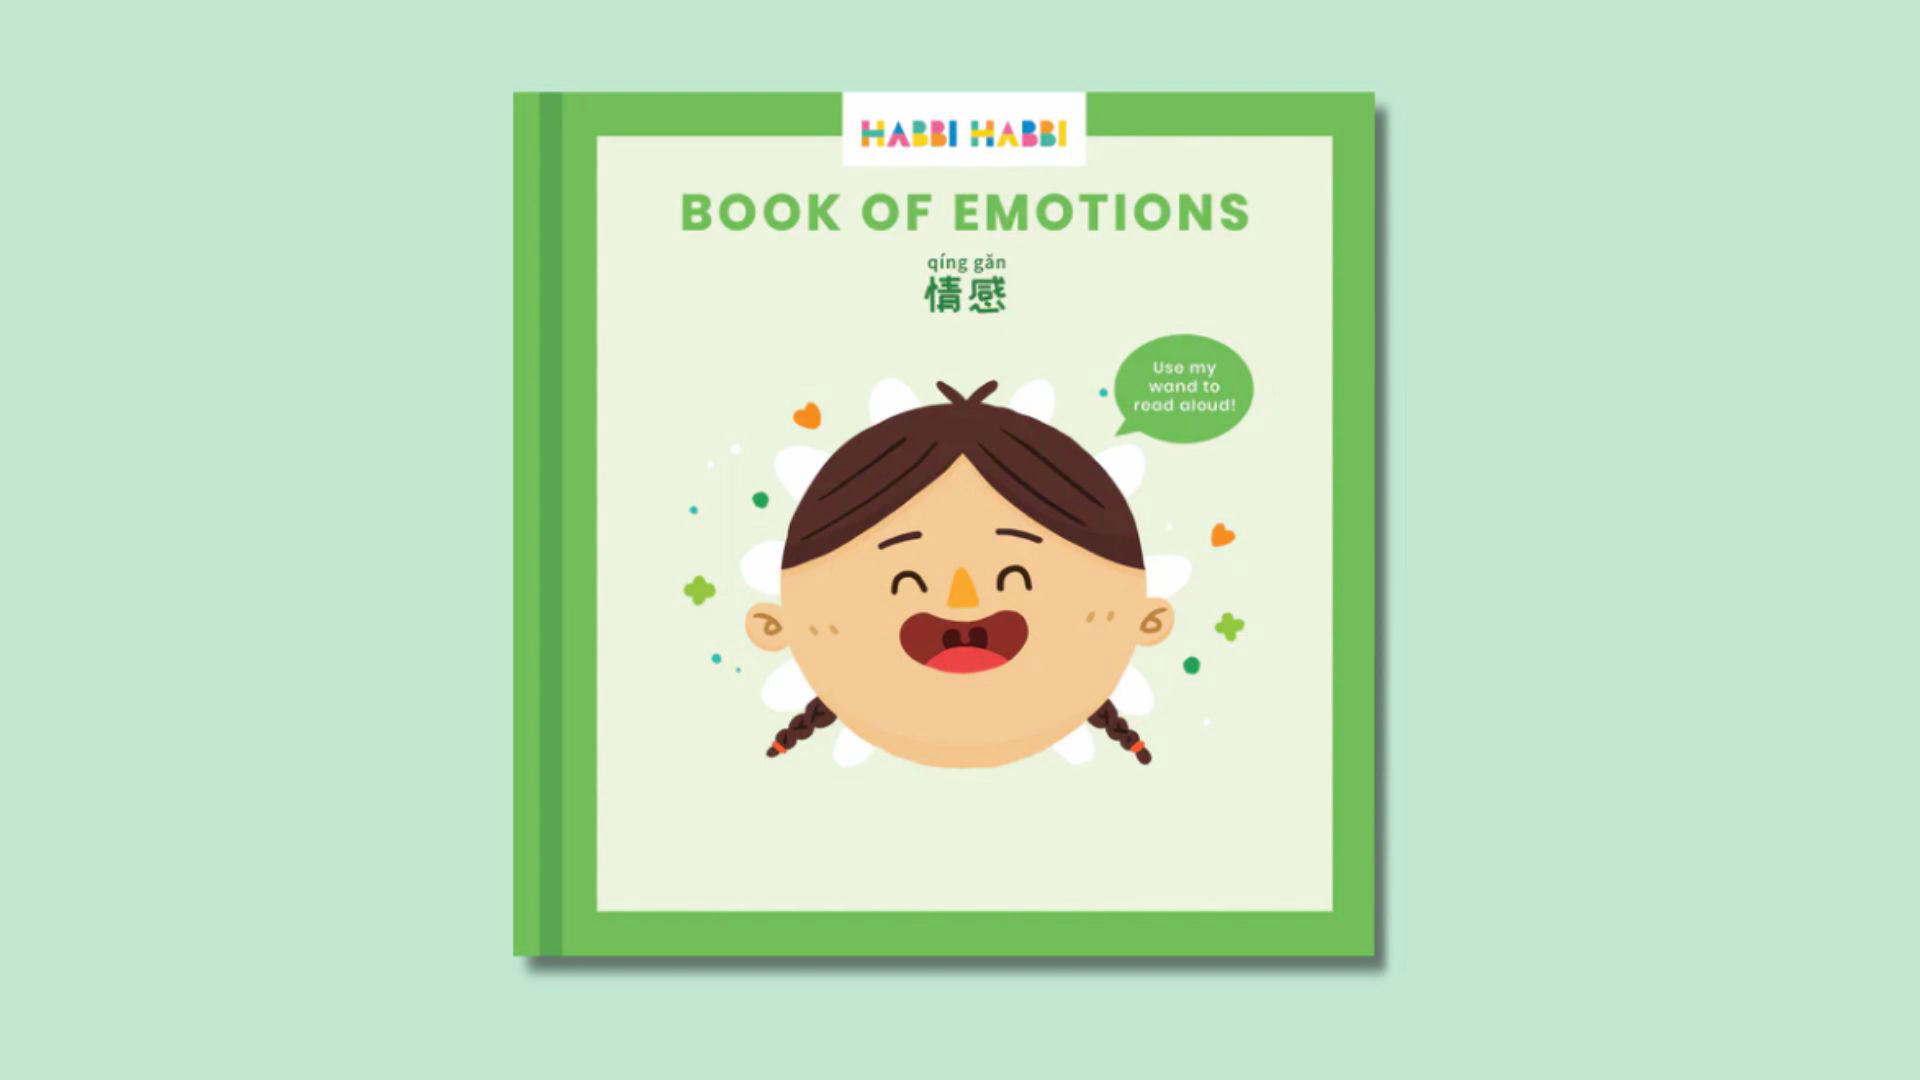 HABBI HABBI
BOOK OF EMOTIONS
qíng gǎn
情感
Use my
wand to
read aloud!